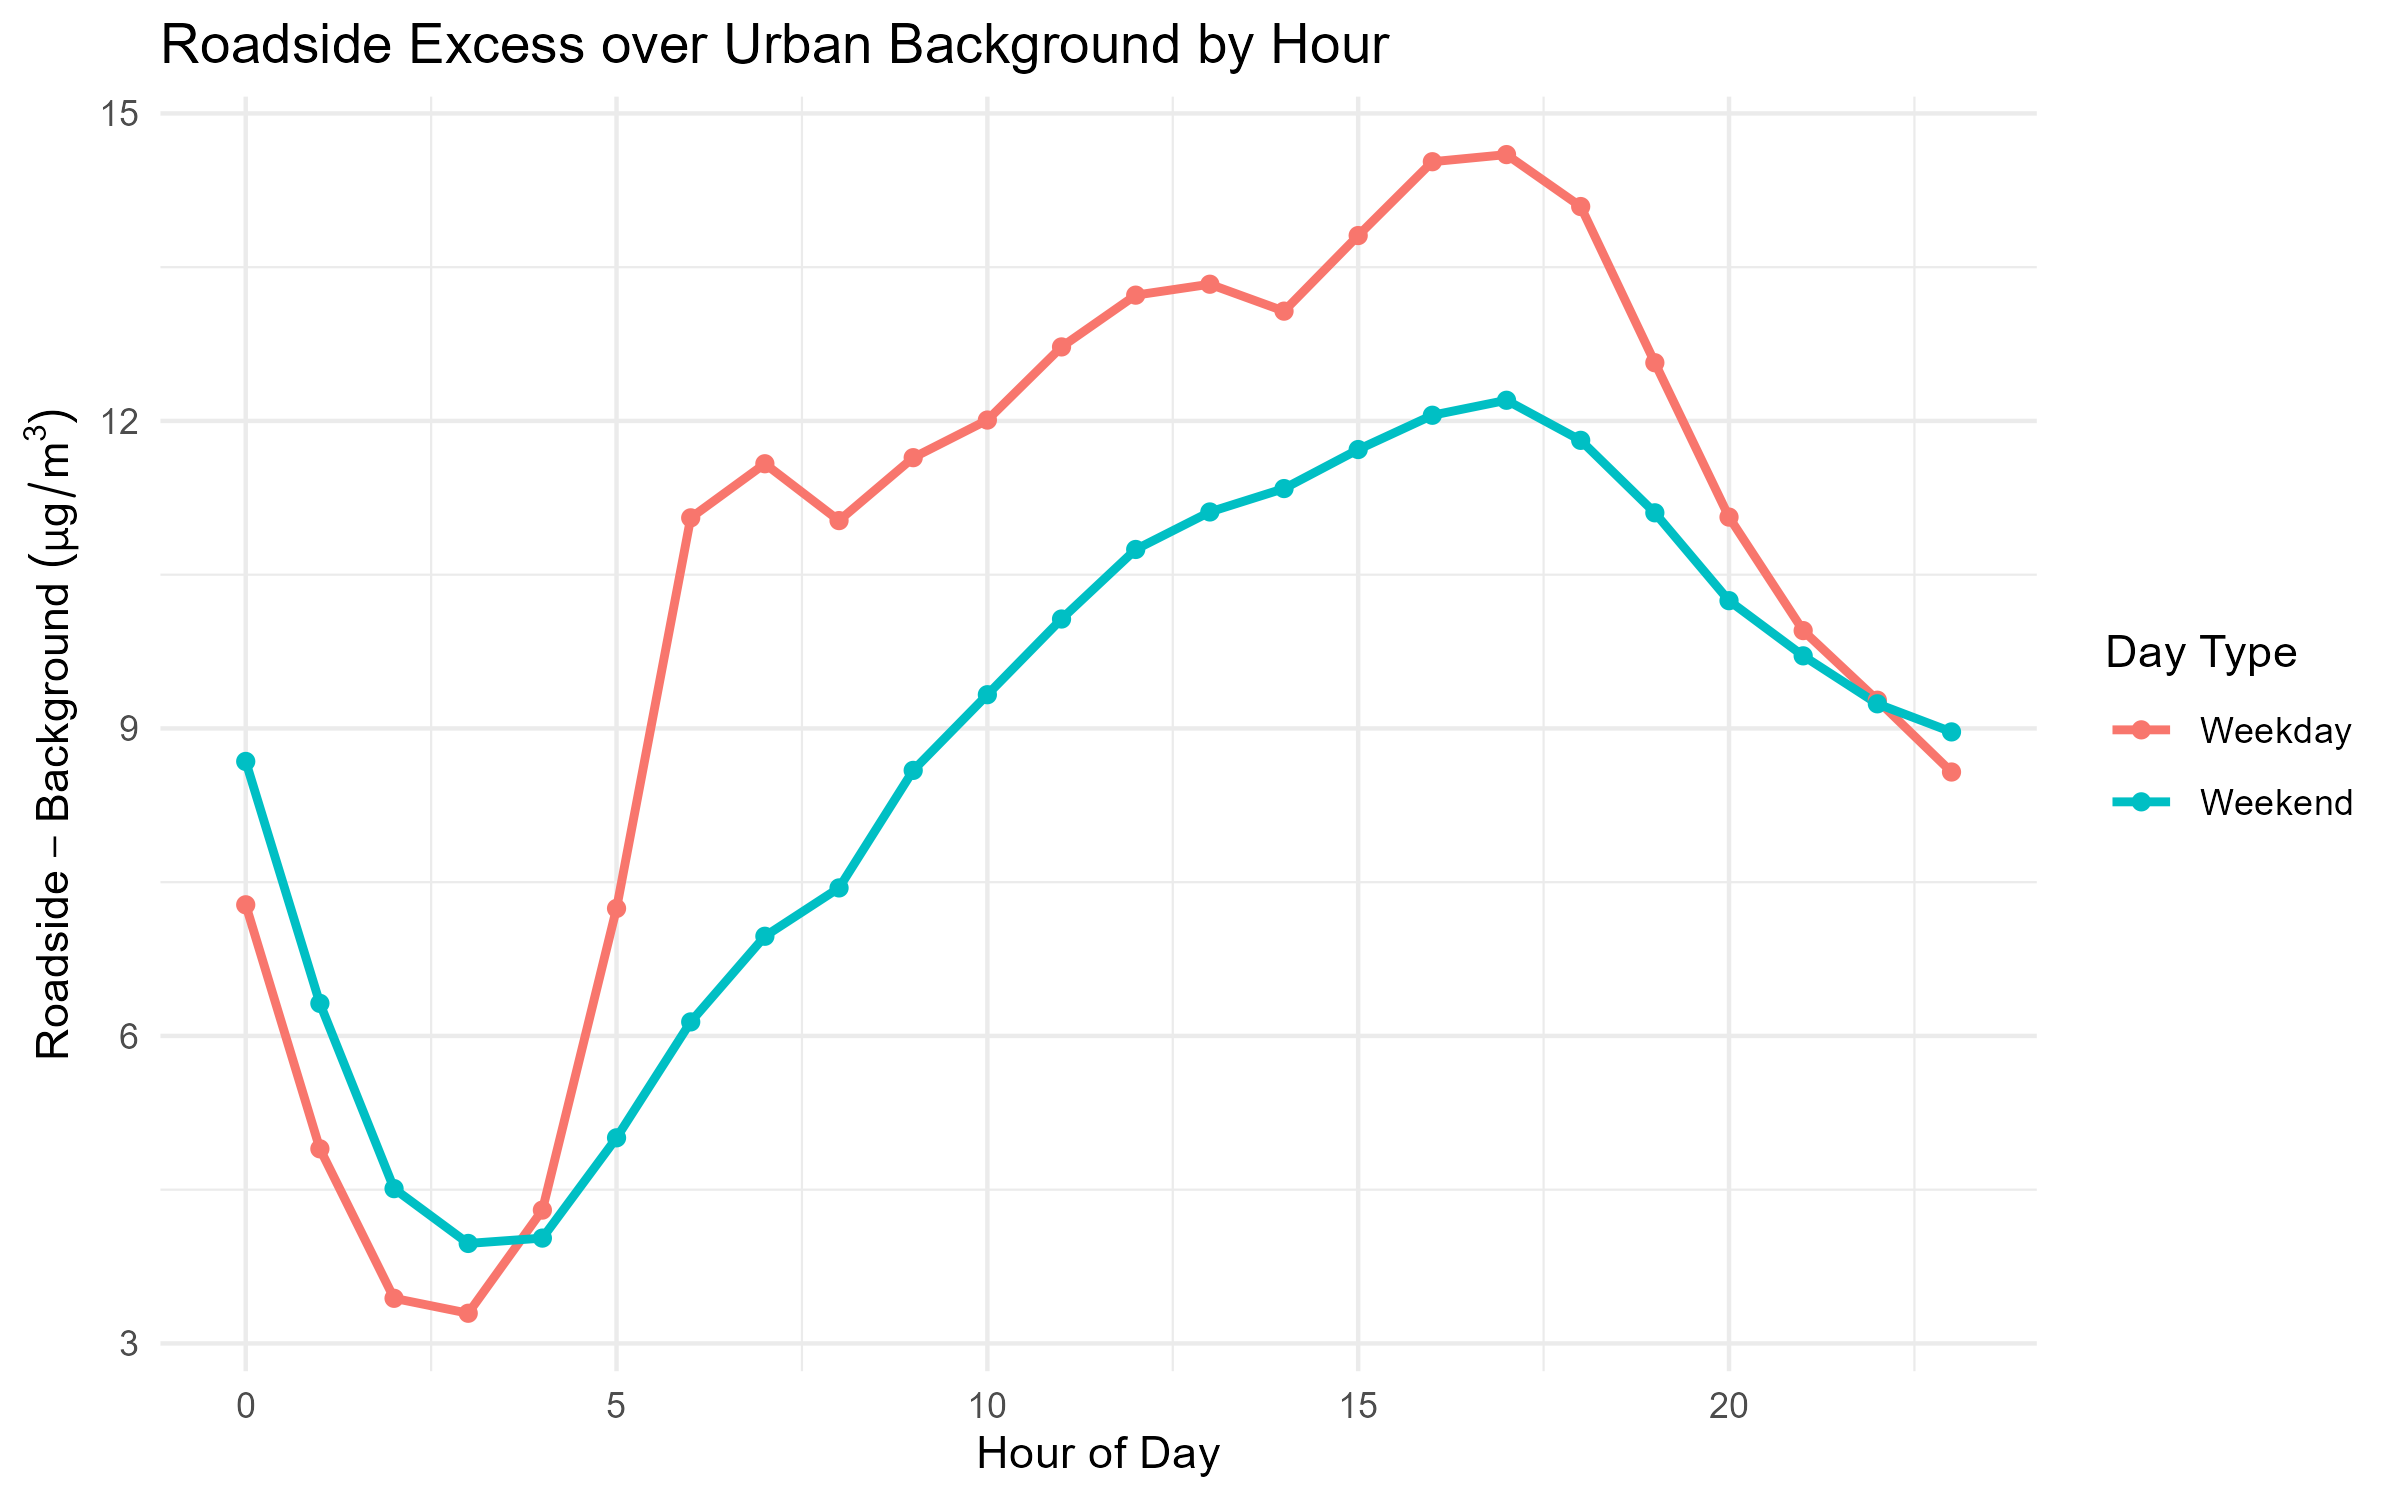 Roadside Excess over Urban Background by Hour
Roadside – Background (µg/m³)
15
12
9
6
3
0
5
10
15
20
Hour of Day
Day Type
Weekday
Weekend